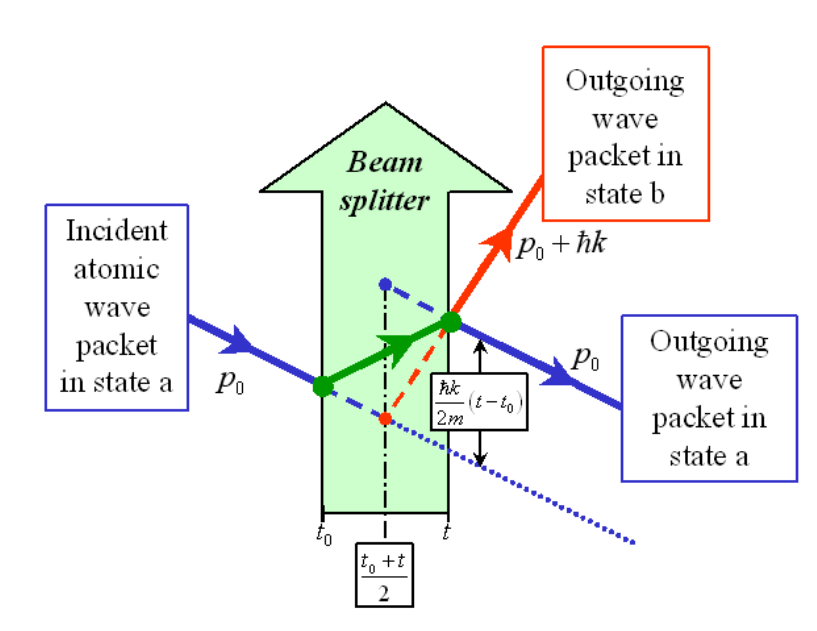 Outgoing
wave
packet in
state b
Beam
splitter
Incident
atomic
wave
packet
in state a
p₀ + ħk
p₀
p₀
Outgoing
wave
packet in
state a
ħk/2m (t − t₀)
t₀
t
t₀ + t
2